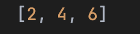 [2, 4, 6]